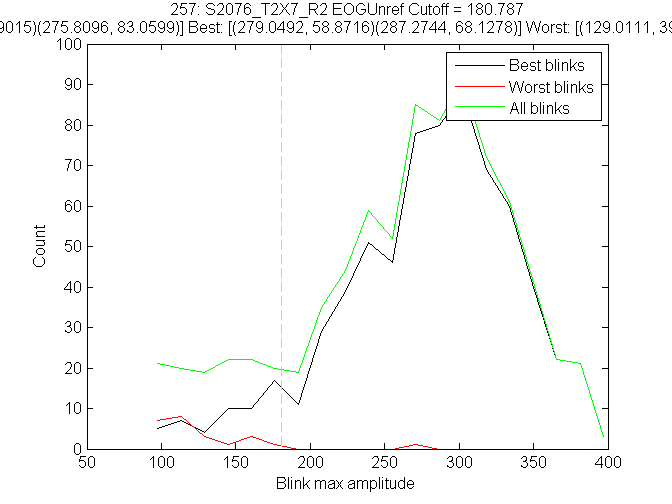 257: S2076_T2X7_R2 EOGUnref Cutoff = 180.787
9015)(275.8096, 83.0599)] Best: [(279.0492, 58.8716)(287.2744, 68.1278)] Worst: [(129.0111, 39
100
90
80
70
60
50
40
30
20
10
0
Count
Best blinks
Worst blinks
All blinks
50
100
150
200
250
300
350
400
Blink max amplitude